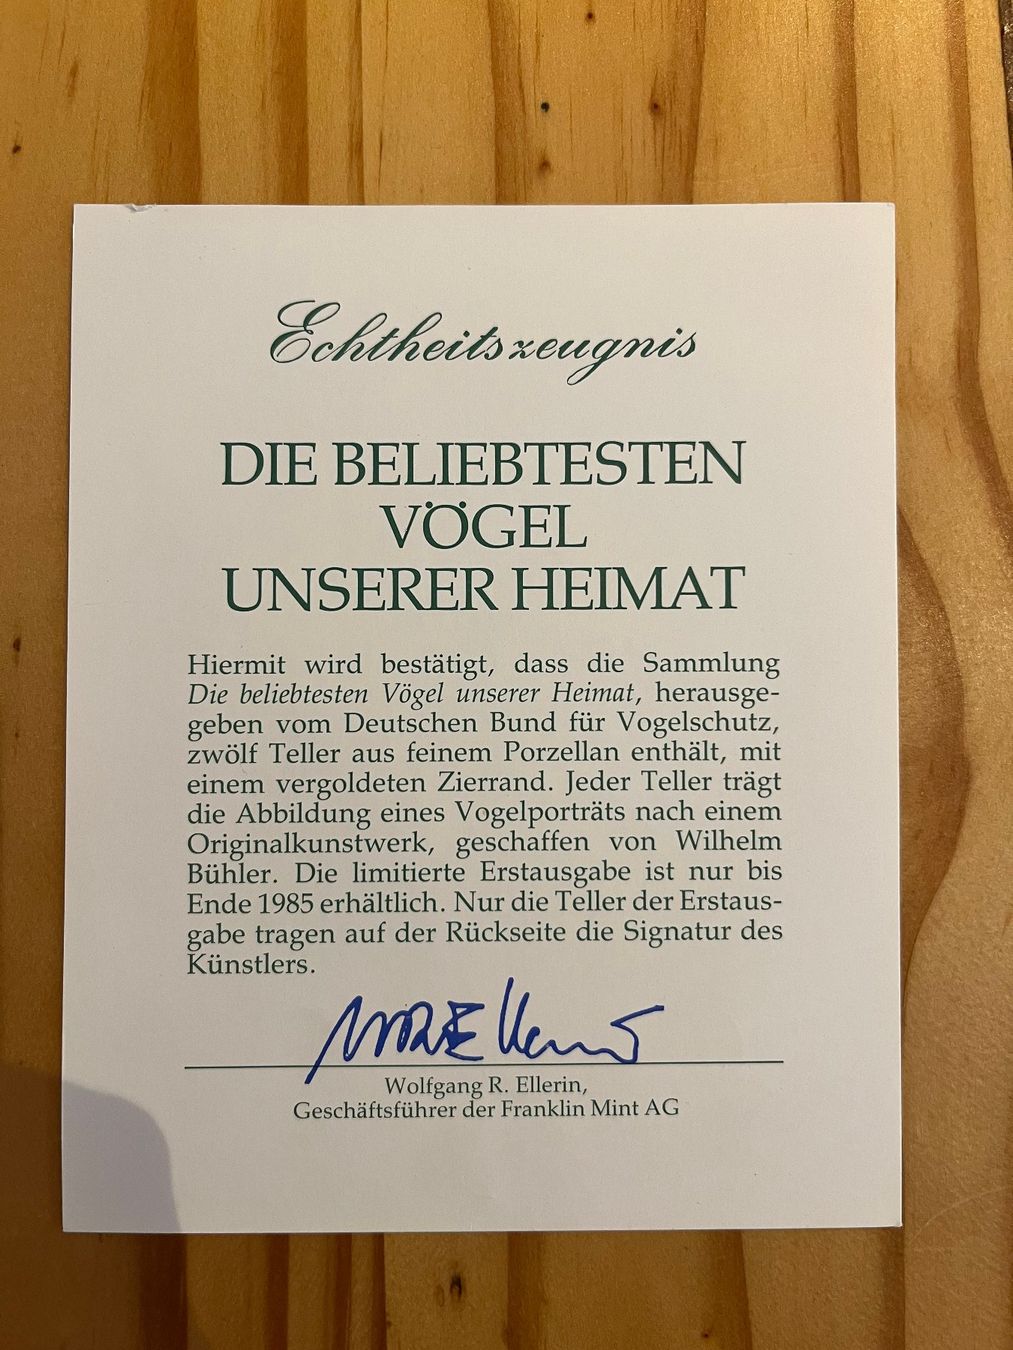 Echtheitszeugnis
DIE BELIEBTESTEN
VÖGEL
UNSERER HEIMAT
Hiermit wird bestätigt, dass die Sammlung
Die beliebtesten Vögel unserer Heimat, herausge-
geben vom Deutschen Bund für Vogelschutz,
zwölf Teller aus feinem Porzellan enthält, mit
einem vergoldeten Zierrand. Jeder Teller trägt
die Abbildung eines Vogelporträts nach einem
Originalkunstwerk, geschaffen von Wilhelm
Bühler. Die limitierte Erstausgabe ist nur bis
Ende 1985 erhältlich. Nur die Teller der Erstaus-
gabe tragen auf der Rückseite die Signatur des
Künstlers.
Wolfgang R. Ellerin,
Geschäftsführer der Franklin Mint AG